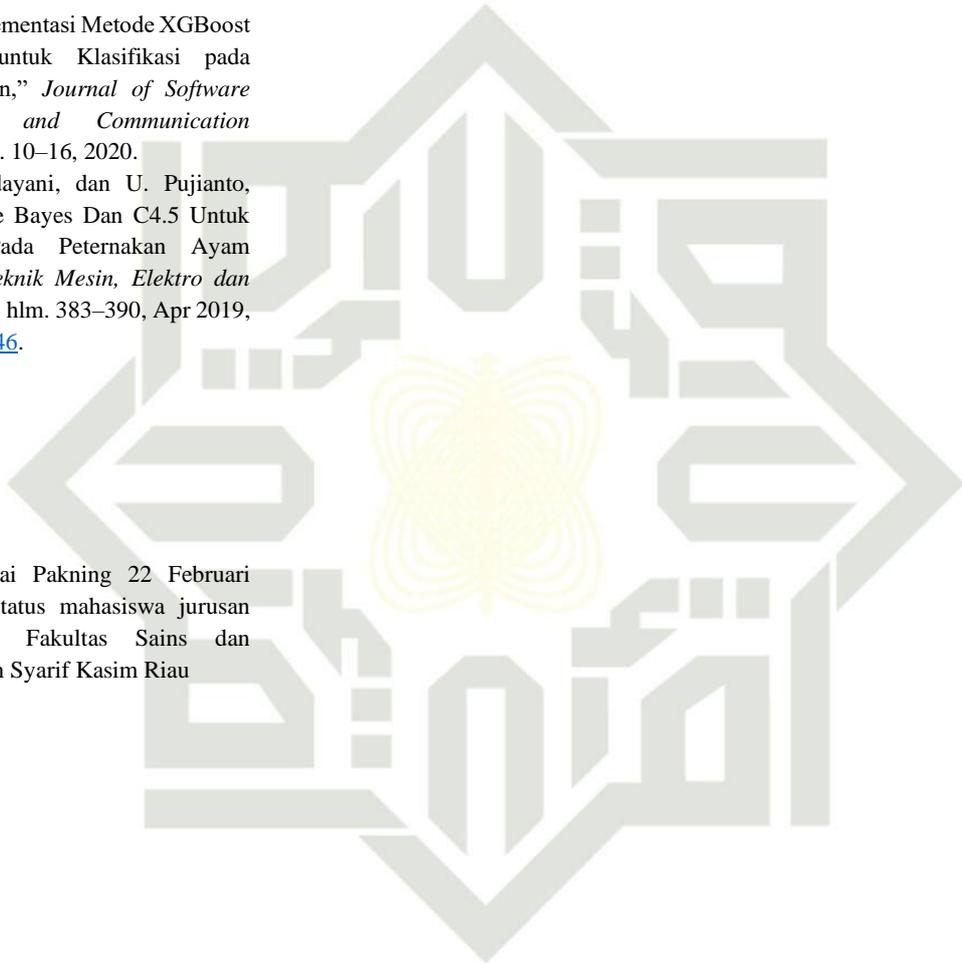 ementasi Metode XGBoost
untuk Klasifikasi pada
n,” Journal of Software
and Communication
. 10–16, 2020.
layani, dan U. Pujianto,
e Bayes Dan C4.5 Untuk
ada Peternakan Ayam
eknik Mesin, Elektro dan
hlm. 383–390, Apr 2019,
46.
ai Pakning 22 Februari
tatus mahasiswa jurusan
Fakultas Sains dan
n Syarif Kasim Riau